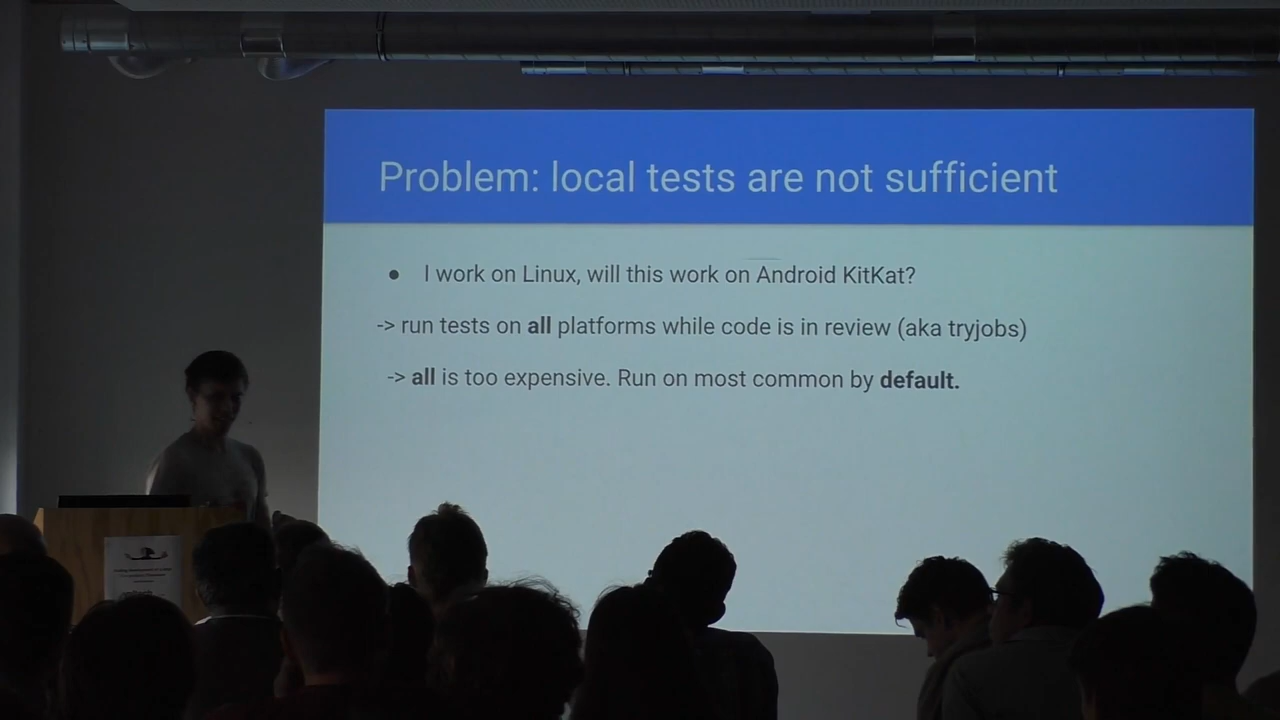 Problem: local tests are not sufficient
● I work on Linux, will this work on Android KitKat?
-> run tests on all platforms while code is in review (aka tryjobs)
-> all is too expensive. Run on most common by default.